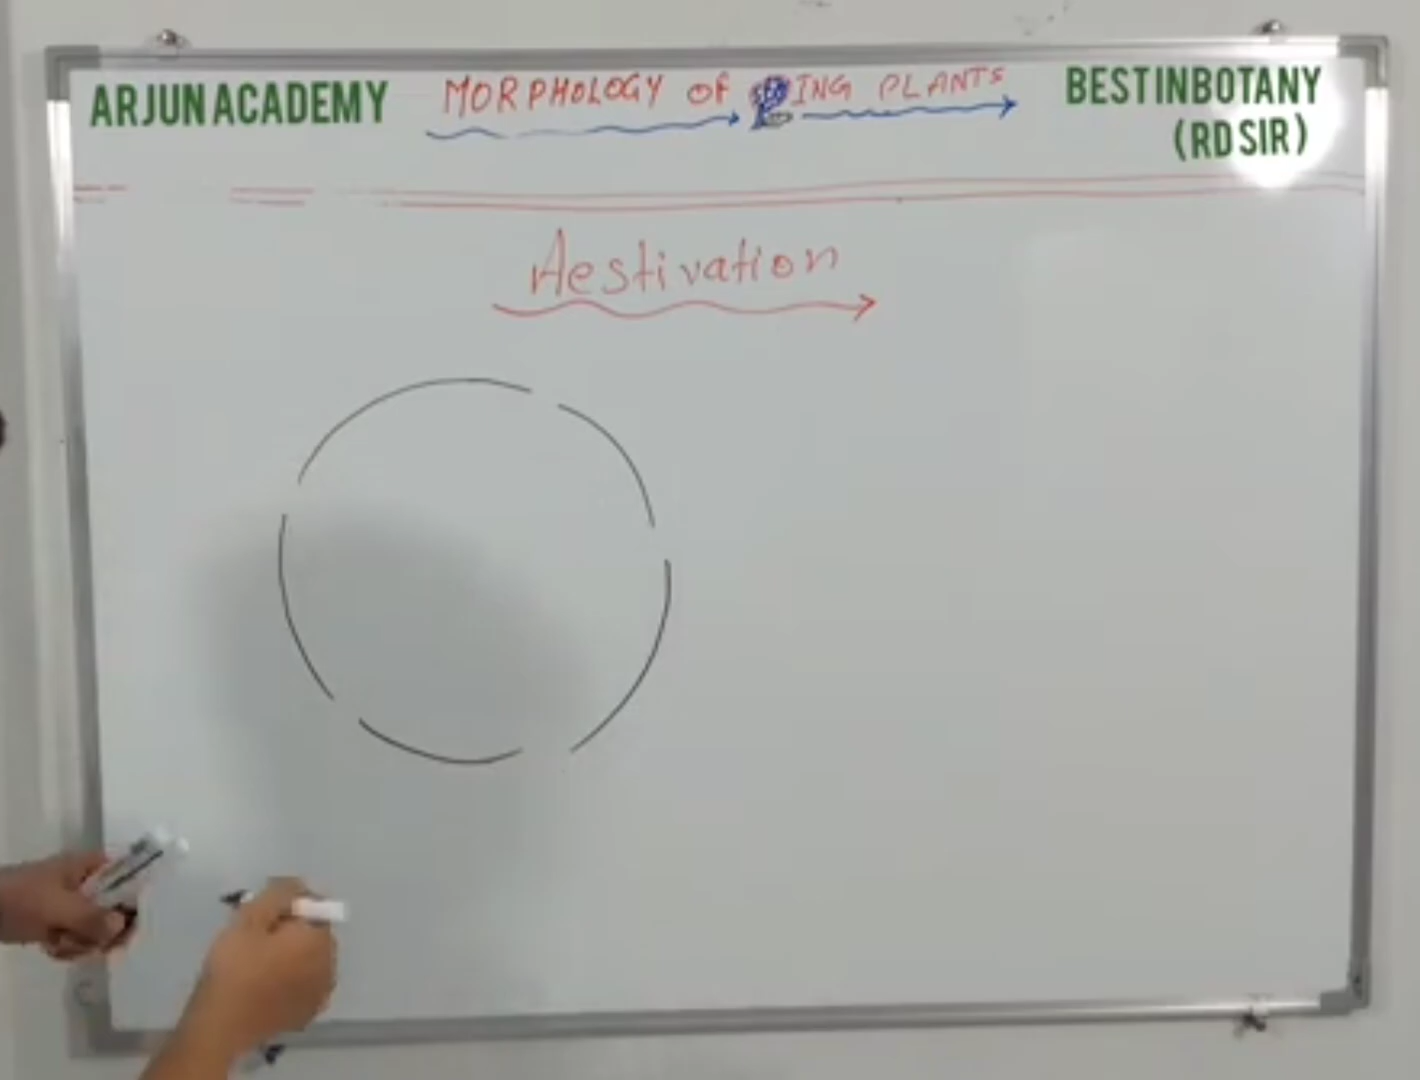 ARJUN ACADEMY
MORPHOLOGY OF ING PLANTS
BEST IN BOTANY
(RD SIR)
Aestivation